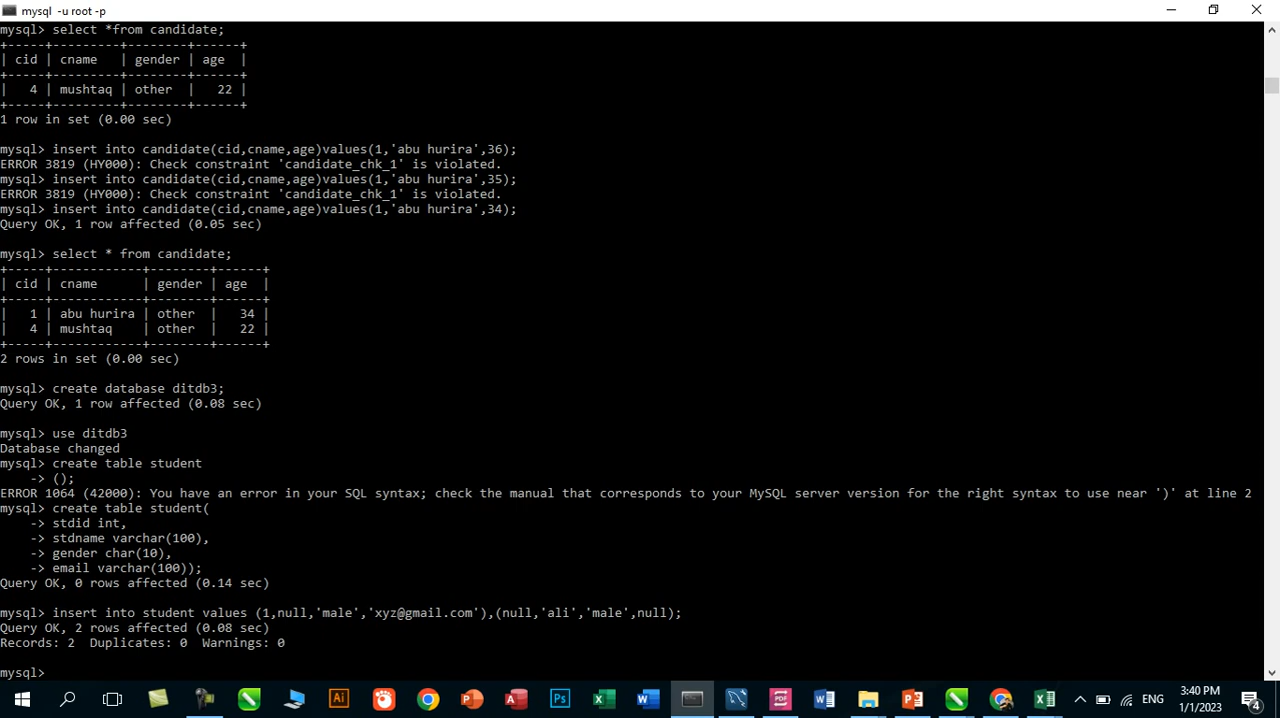 mysql  -u root -p
mysql> select *from candidate;
+-----+---------+--------+------+
| cid | cname   | gender | age  |
+-----+---------+--------+------+
|   4 | mushtaq | other  |   22 |
+-----+---------+--------+------+
1 row in set (0.00 sec)
mysql> insert into candidate(cid,cname,age)values(1,'abu hurira',36);
ERROR 3819 (HY000): Check constraint 'candidate_chk_1' is violated.
mysql> insert into candidate(cid,cname,age)values(1,'abu hurira',35);
ERROR 3819 (HY000): Check constraint 'candidate_chk_1' is violated.
mysql> insert into candidate(cid,cname,age)values(1,'abu hurira',34);
Query OK, 1 row affected (0.05 sec)
mysql> select * from candidate;
+-----+------------+--------+------+
| cid | cname      | gender | age  |
+-----+------------+--------+------+
|   1 | abu hurira | other  |   34 |
|   4 | mushtaq    | other  |   22 |
+-----+------------+--------+------+
2 rows in set (0.00 sec)
mysql> create database ditdb3;
Query OK, 1 row affected (0.08 sec)
mysql> use ditdb3
Database changed
mysql> create table student
    -> ();
ERROR 1064 (42000): You have an error in your SQL syntax; check the manual that corresponds to your MySQL server version for the right syntax to use near ')' at line 2
mysql> create table student(
    -> stdid int,
    -> stdname varchar(100),
    -> gender char(10),
    -> email varchar(100));
Query OK, 0 rows affected (0.14 sec)
mysql> insert into student values (1,null,'male','xyz@gmail.com'),(null,'ali','male',null);
Query OK, 2 rows affected (0.08 sec)
Records: 2  Duplicates: 0  Warnings: 0
mysql>
Ai
Ps
PDF
ENG
3:40 PM
1/1/2023
4